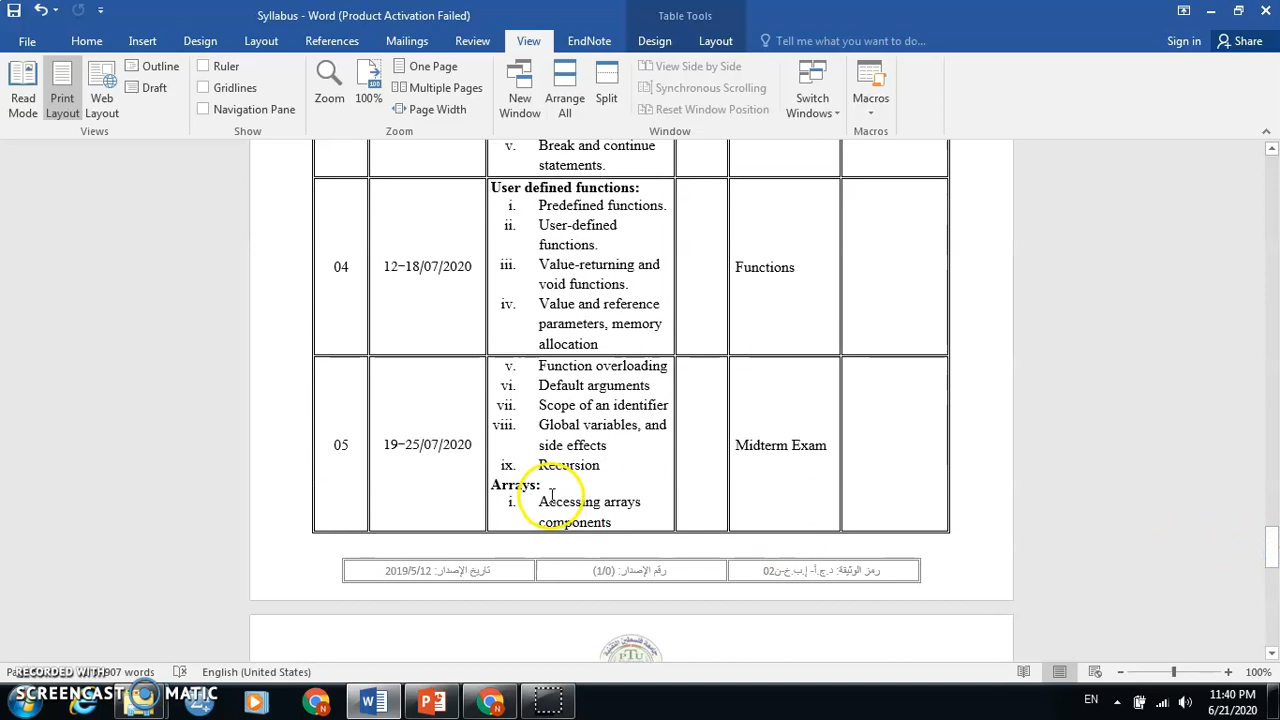 Syllabus - Word (Product Activation Failed)
Table Tools
File
Home
Insert
Design
Layout
References
Mailings
Review
View
EndNote
Design
Layout
Tell me what you want to do...
Sign in
Share
Read Mode
Print Layout
Web Layout
Outline
Draft
Views
Ruler
Gridlines
Navigation Pane
Show
Zoom
100%
One Page
Multiple Pages
Page Width
Zoom
New Window
Arrange All
Split
View Side by Side
Synchronous Scrolling
Reset Window Position
Window
Switch Windows
Macros
Macros
v. Break and continue
statements.
04
12–18/07/2020
User defined functions:
i. Predefined functions.
ii. User-defined
functions.
iii. Value-returning and
void functions.
iv. Value and reference
parameters, memory
allocation
Functions
05
19–25/07/2020
v. Function overloading
vi. Default arguments
vii. Scope of an identifier
viii. Global variables, and
side effects
ix. Recursion
Arrays:
i. Accessing arrays
components
Midterm Exam
رمز الوثيقة: د.ج.أ- إ.ب.خ-ن02
رقم الإصدار: (1/0)
تاريخ الإصدار: 2019/5/12
PTU
907 words
English (United States)
100%
RECORDED WITH
SCREENCAST MATIC
EN
11:40 PM
6/21/2020